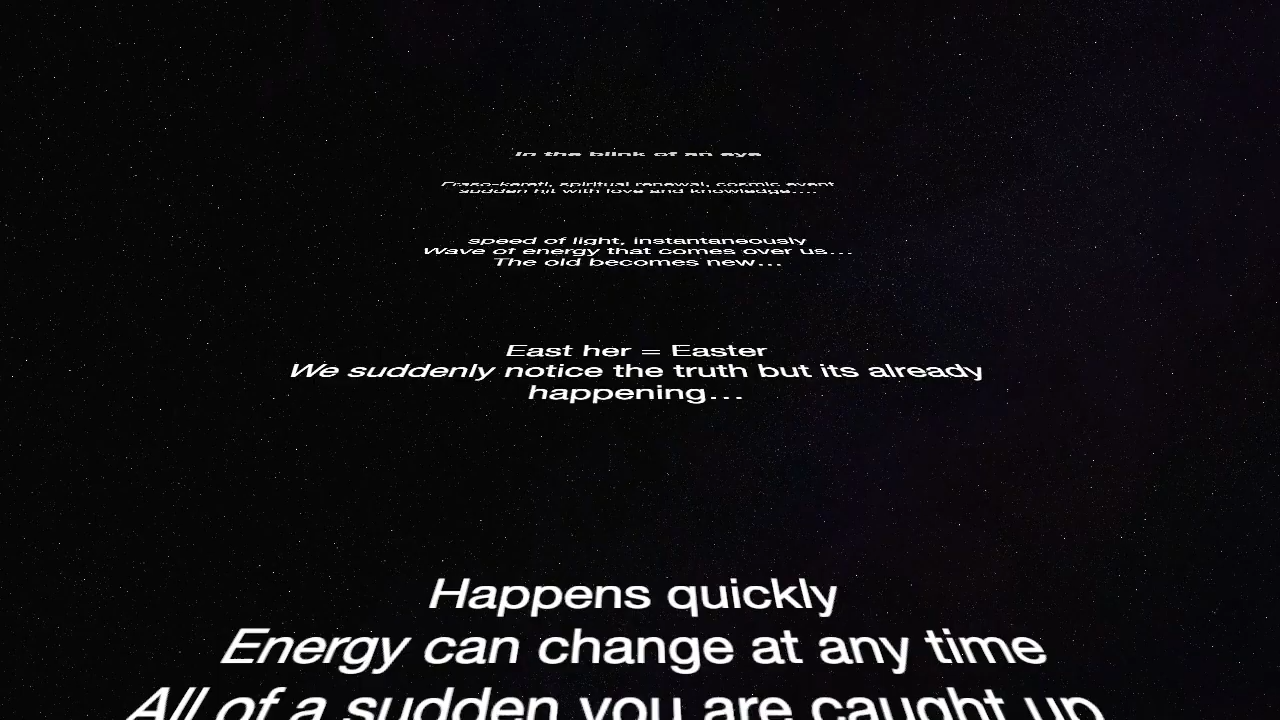 In the blink of an eye
Fraso-kereti, spiritual renewal, cosmic event
sudden hit with love and knowledge....
speed of light, instantaneously
Wave of energy that comes over us...
The old becomes new...
East her = Easter
We suddenly notice the truth but its already
happening...
Happens quickly
Energy can change at any time
All of a sudden you are caught up